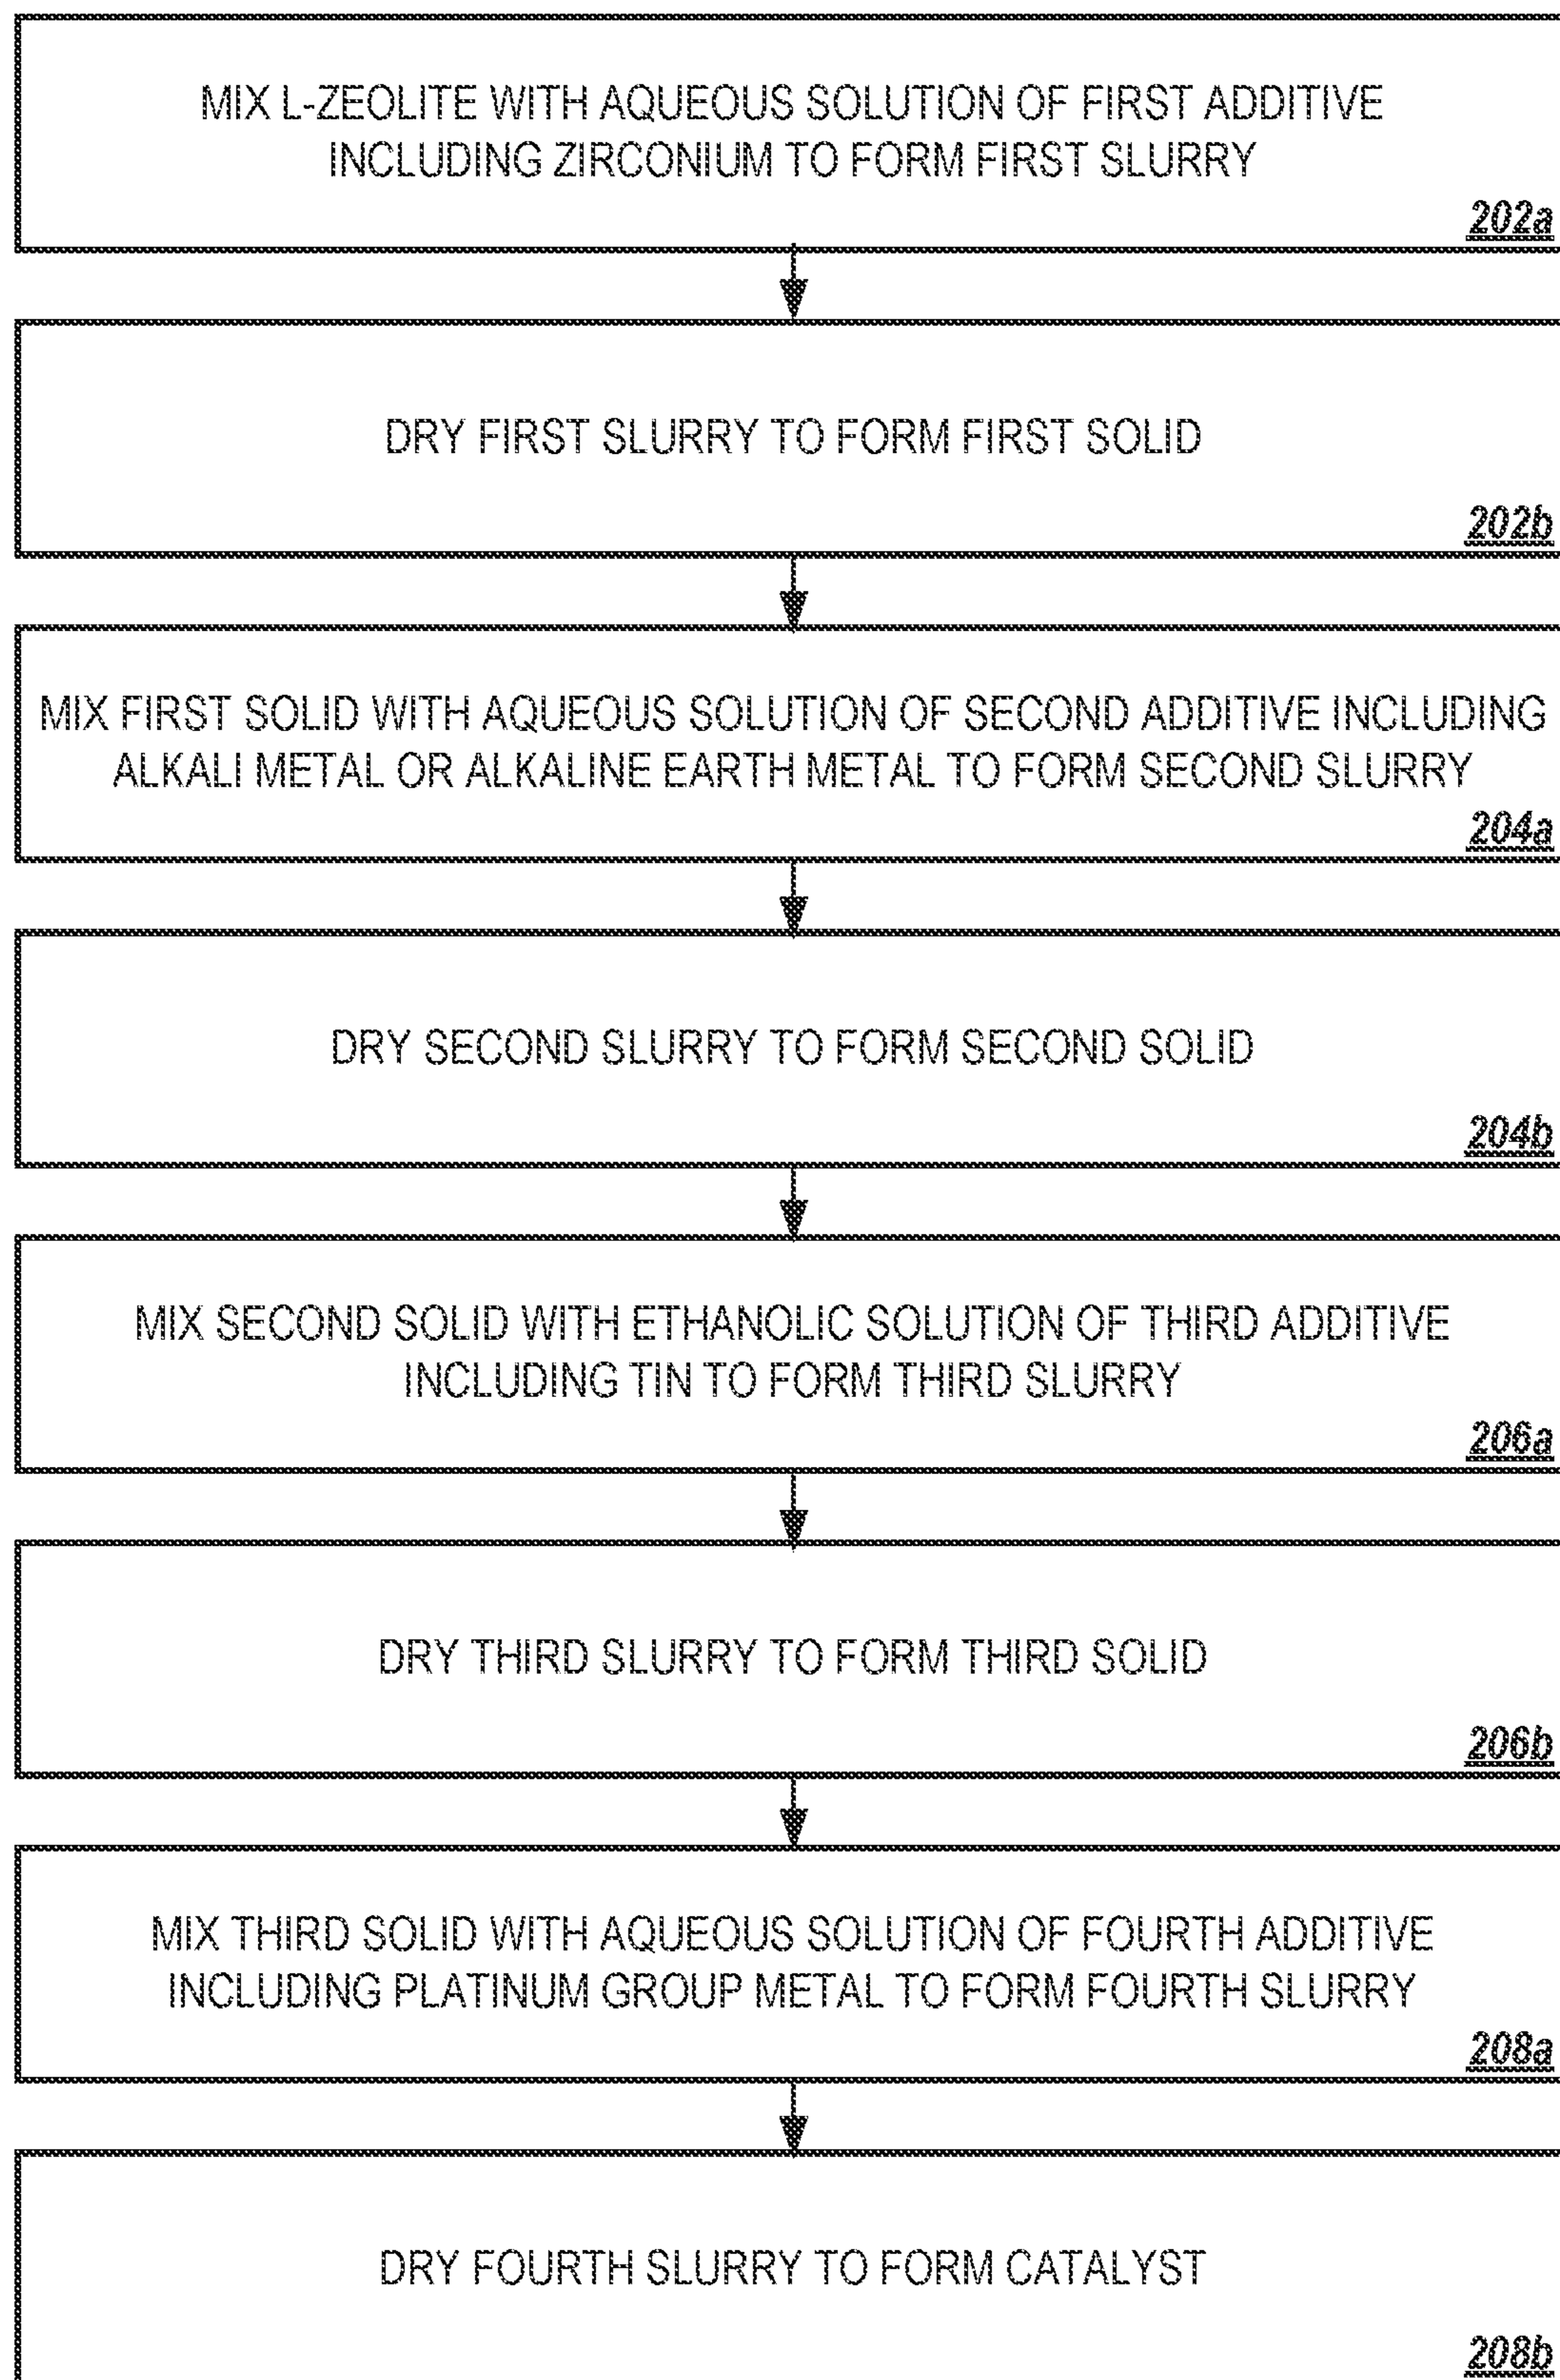 MIX L-ZEOLITE WITH AQUEOUS SOLUTION OF FIRST ADDITIVE
INCLUDING ZIRCONIUM TO FORM FIRST SLURRY
202a
DRY FIRST SLURRY TO FORM FIRST SOLID
202b
MIX FIRST SOLID WITH AQUEOUS SOLUTION OF SECOND ADDITIVE INCLUDING
ALKALI METAL OR ALKALINE EARTH METAL TO FORM SECOND SLURRY
204a
DRY SECOND SLURRY TO FORM SECOND SOLID
204b
MIX SECOND SOLID WITH ETHANOLIC SOLUTION OF THIRD ADDITIVE
INCLUDING TIN TO FORM THIRD SLURRY
206a
DRY THIRD SLURRY TO FORM THIRD SOLID
206b
MIX THIRD SOLID WITH AQUEOUS SOLUTION OF FOURTH ADDITIVE
INCLUDING PLATINUM GROUP METAL TO FORM FOURTH SLURRY
208a
DRY FOURTH SLURRY TO FORM CATALYST
208b